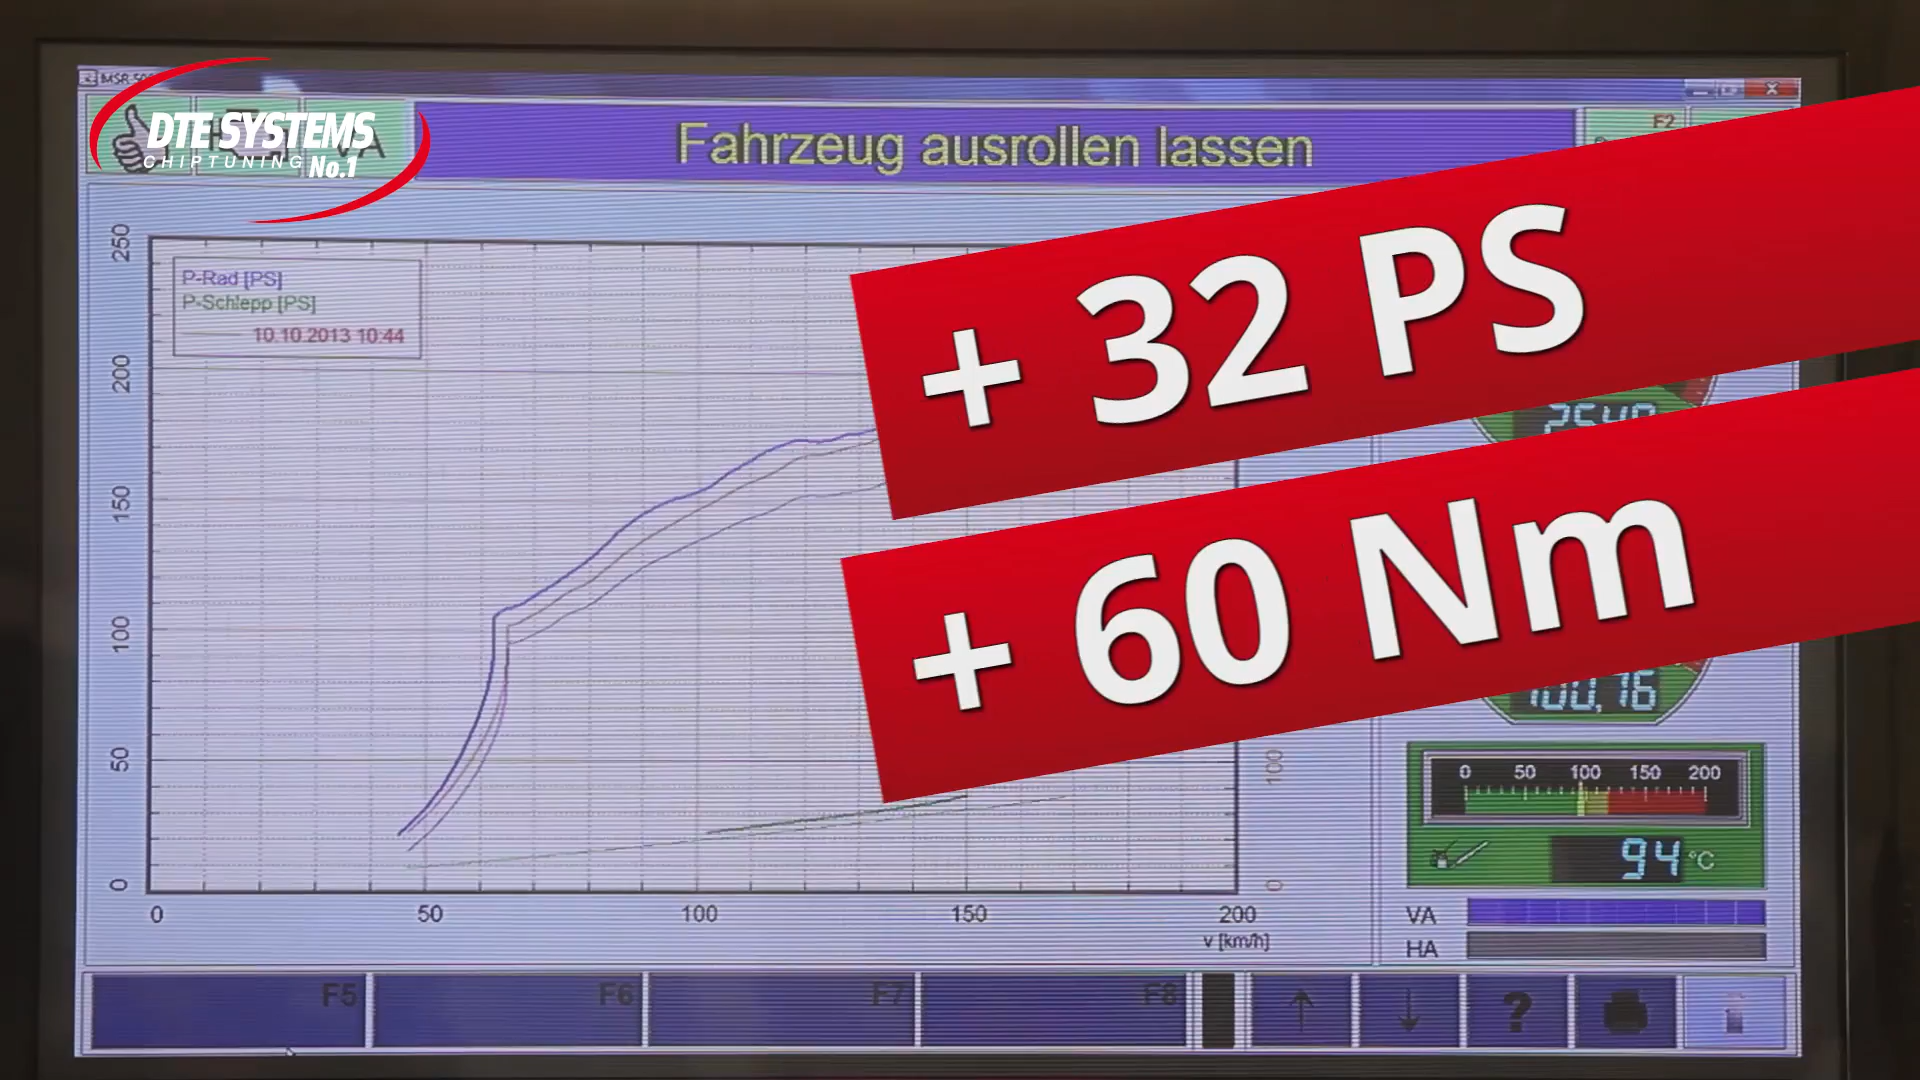 DTE SYSTEMS
CHIPTUNING No.1
Fahrzeug ausrollen lassen
F2
+ 32 PS
+ 60 Nm
P-Rad [PS]
P-Schlepp [PS]
10.10.2013 10:44
250
200
150
100
50
0
0 50 100 150 200
v [km/h]
100
0
100,76
0 50 100 150 200
94 °C
VA
HA
F5 F6 F7 F8 ?